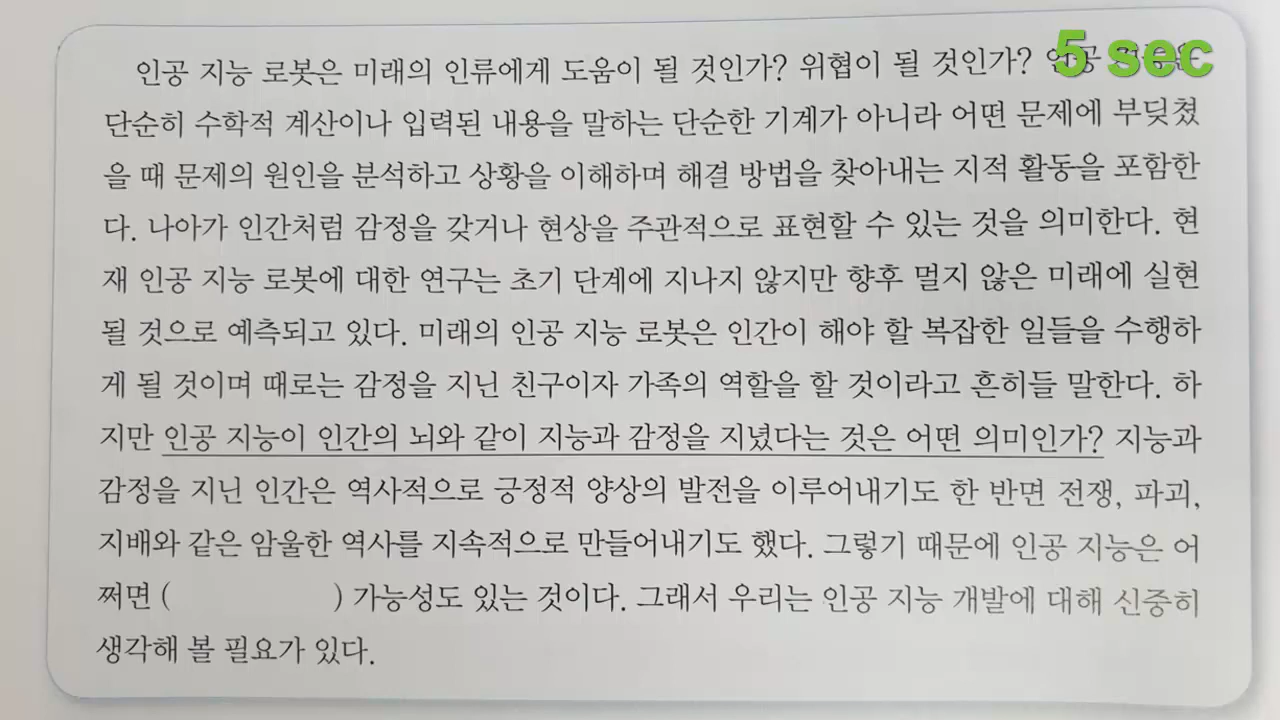 5 sec
인공 지능 로봇은 미래의 인류에게 도움이 될 것인가? 위협이 될 것인가? 인공
단순히 수학적 계산이나 입력된 내용을 말하는 단순한 기계가 아니라 어떤 문제에 부딪쳤
을 때 문제의 원인을 분석하고 상황을 이해하며 해결 방법을 찾아내는 지적 활동을 포함한
다. 나아가 인간처럼 감정을 갖거나 현상을 주관적으로 표현할 수 있는 것을 의미한다. 현
재 인공 지능 로봇에 대한 연구는 초기 단계에 지나지 않지만 향후 멀지 않은 미래에 실현
될 것으로 예측되고 있다. 미래의 인공 지능 로봇은 인간이 해야 할 복잡한 일들을 수행하
게 될 것이며 때로는 감정을 지닌 친구이자 가족의 역할을 할 것이라고 흔히들 말한다. 하
지만 인공 지능이 인간의 뇌와 같이 지능과 감정을 지녔다는 것은 어떤 의미인가? 지능과
감정을 지닌 인간은 역사적으로 긍정적 양상의 발전을 이루어내기도 한 반면 전쟁, 파괴,
지배와 같은 암울한 역사를 지속적으로 만들어내기도 했다. 그렇기 때문에 인공 지능은 어
쩌면 (          ) 가능성도 있는 것이다. 그래서 우리는 인공 지능 개발에 대해 신중히
생각해 볼 필요가 있다.